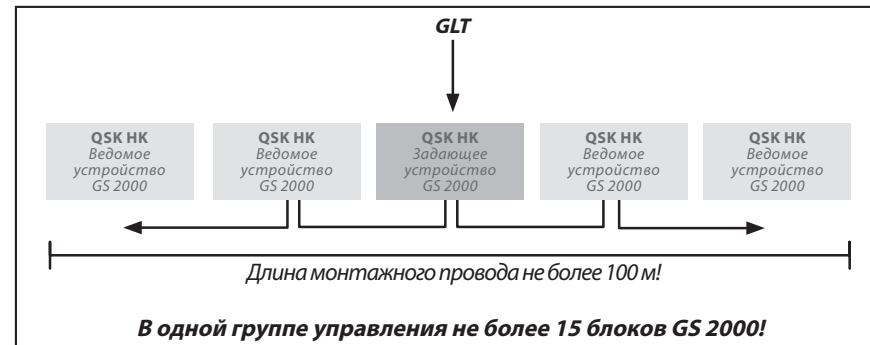 GLT
QSK HK
Ведомое
устройство
GS 2000
QSK HK
Ведомое
устройство
GS 2000
QSK HK
Задающее
устройство
GS 2000
QSK HK
Ведомое
устройство
GS 2000
QSK HK
Ведомое
устройство
GS 2000
Длина монтажного провода не более 100 м!
В одной группе управления не более 15 блоков GS 2000!